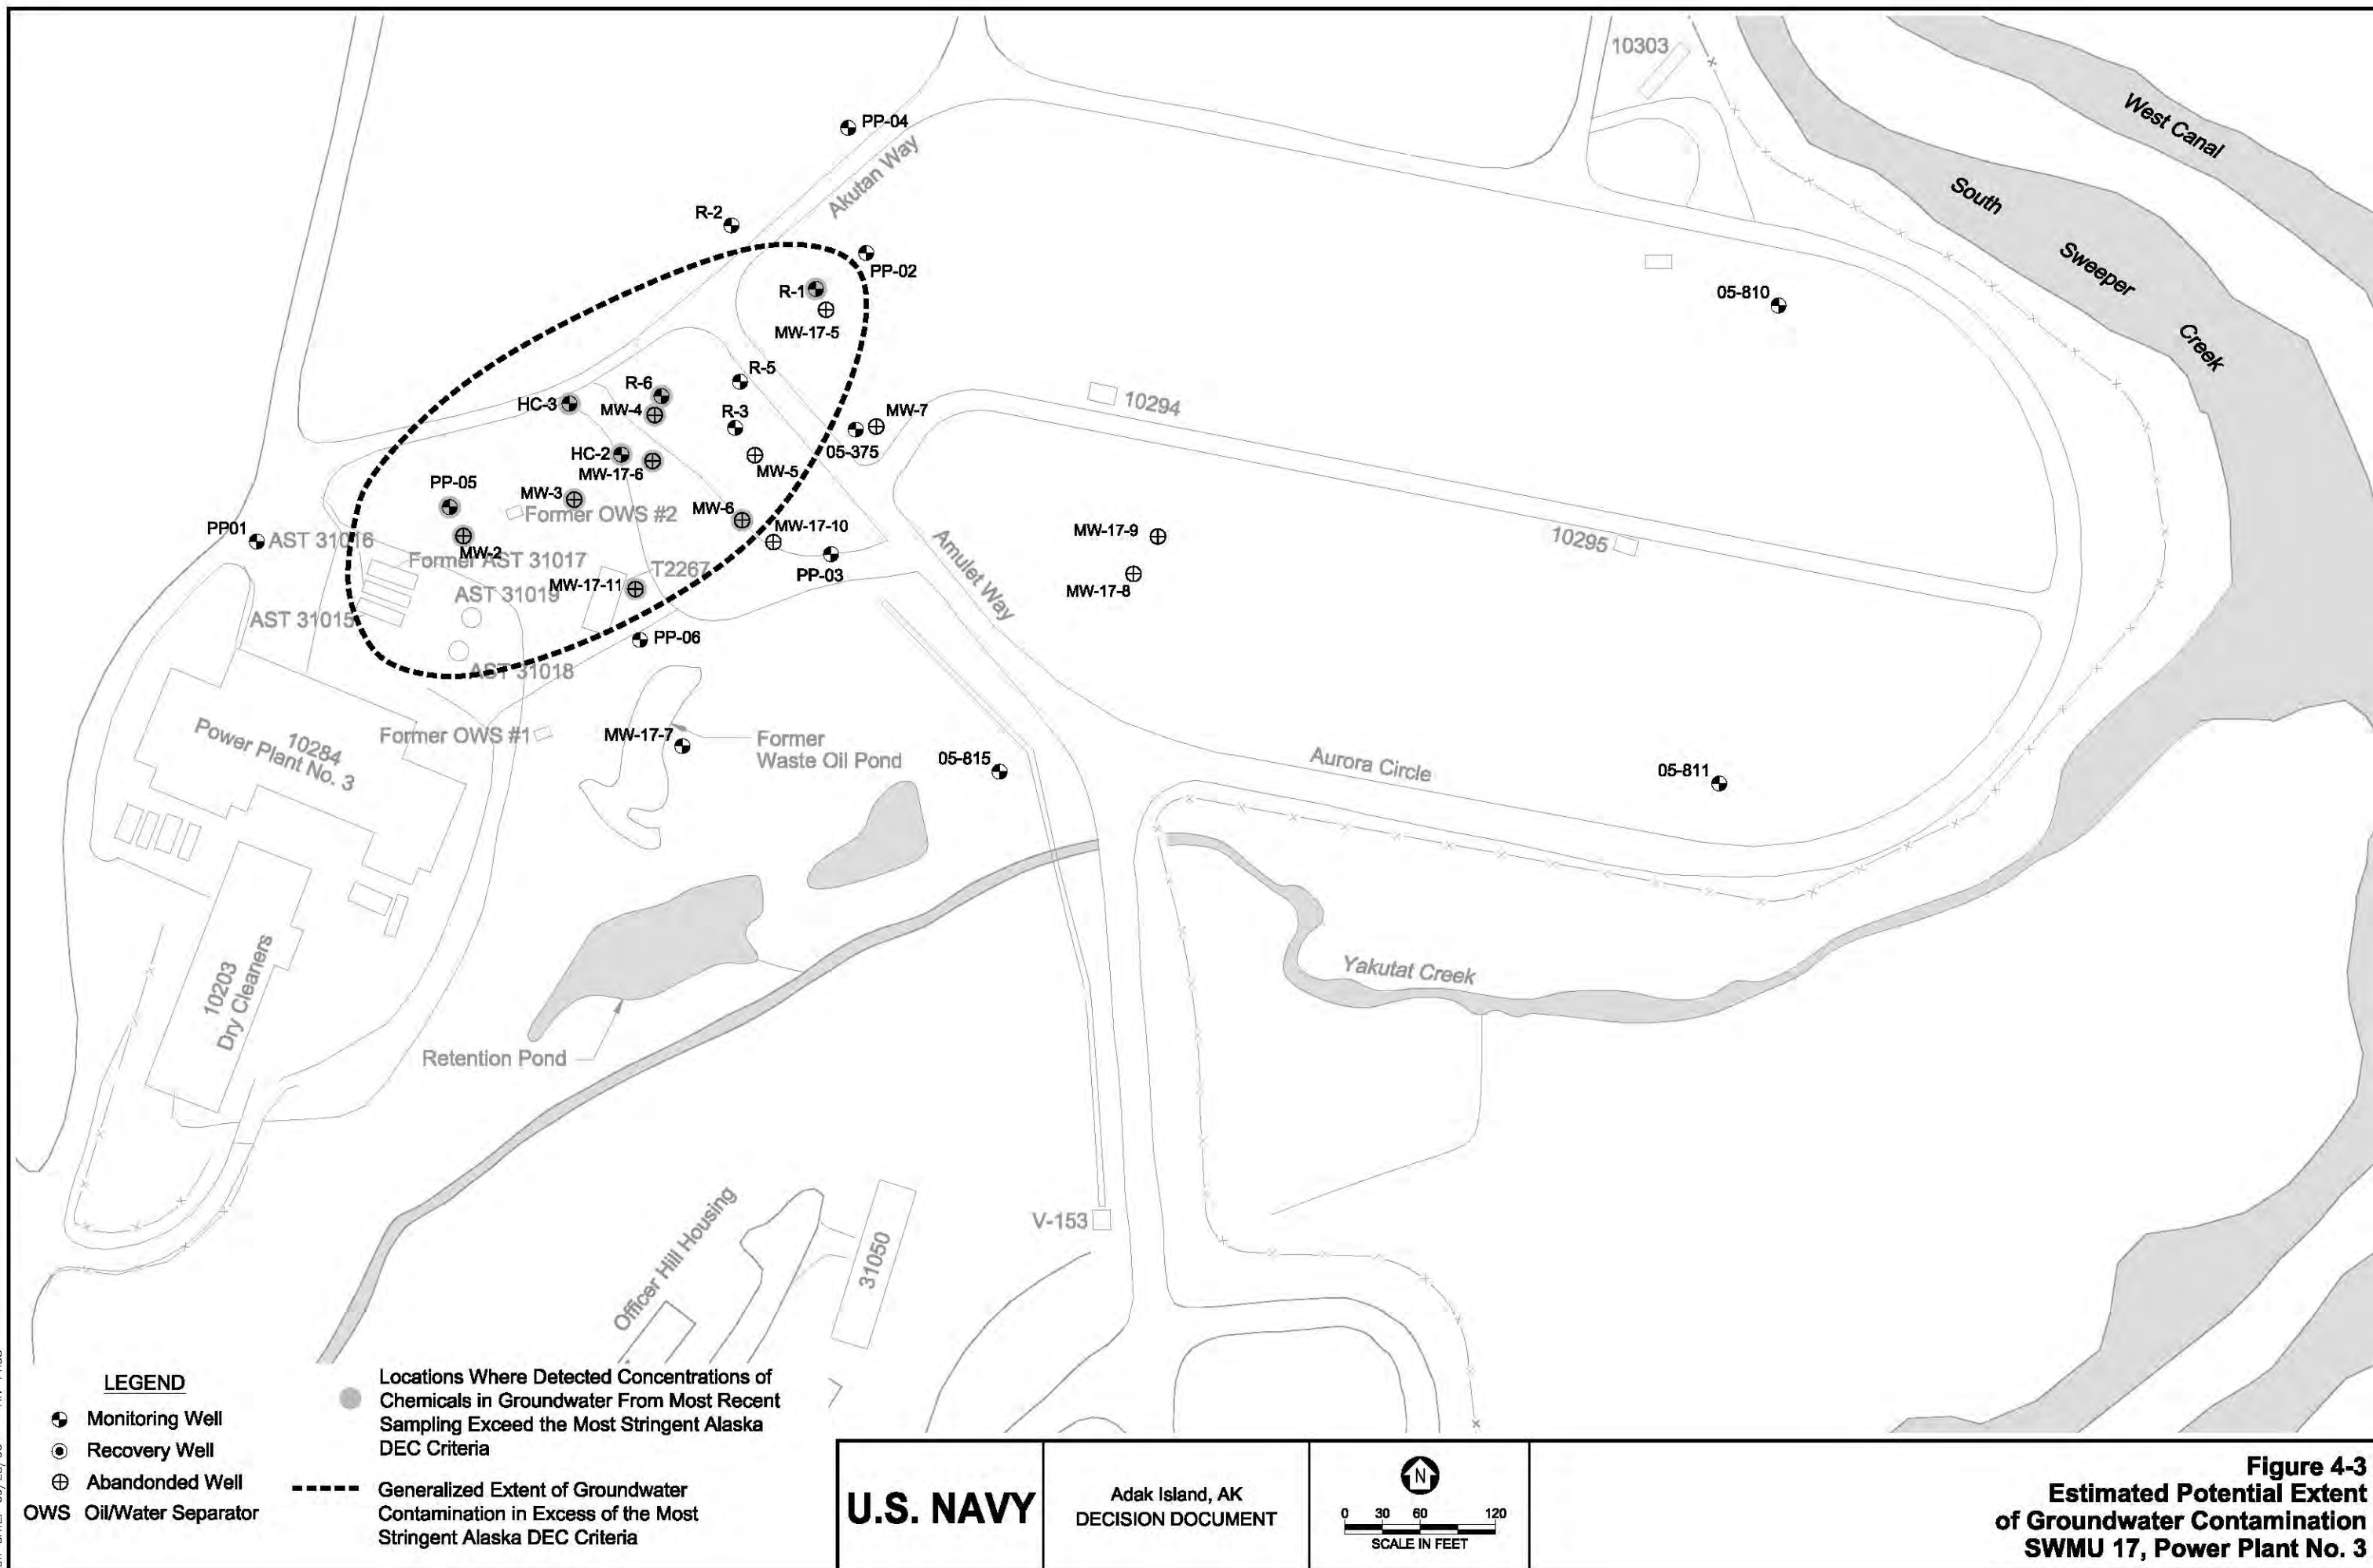 10303
West Canal
PP-04
Akutan Way
South
R-2
Sweeper
PP-02
R-1
05-810
MW-17-5
Creek
R-5
R-6
HC-3
MW-4
R-3
MW-7
10294
HC-2
05-375
MW-17-6
MW-5
PP-05
MW-3
MW-6
Former OWS #2
MW-17-10
PP01
AST 31016
MW-2
MW-17-9
10295
Former AST 31017
T2267
PP-03
Amulet Way
AST 31019
MW-17-11
MW-17-8
AST 31015
PP-06
AST 31018
10284
Power Plant No. 3
Former OWS #1
MW-17-7
Former
Waste Oil Pond
05-815
Aurora Circle
05-811
10203
Dry Cleaners
Yakutat Creek
Retention Pond
Officer Hill Housing
31050
V-153
LEGEND
Monitoring Well
Recovery Well
Abandonded Well
OWS Oil/Water Separator
Locations Where Detected Concentrations of
Chemicals in Groundwater From Most Recent
Sampling Exceed the Most Stringent Alaska
DEC Criteria
Generalized Extent of Groundwater
Contamination in Excess of the Most
Stringent Alaska DEC Criteria
U.S. NAVY
Adak Island, AK
DECISION DOCUMENT
N
0 30 60 120
SCALE IN FEET
Figure 4-3
Estimated Potential Extent
of Groundwater Contamination
SWMU 17, Power Plant No. 3